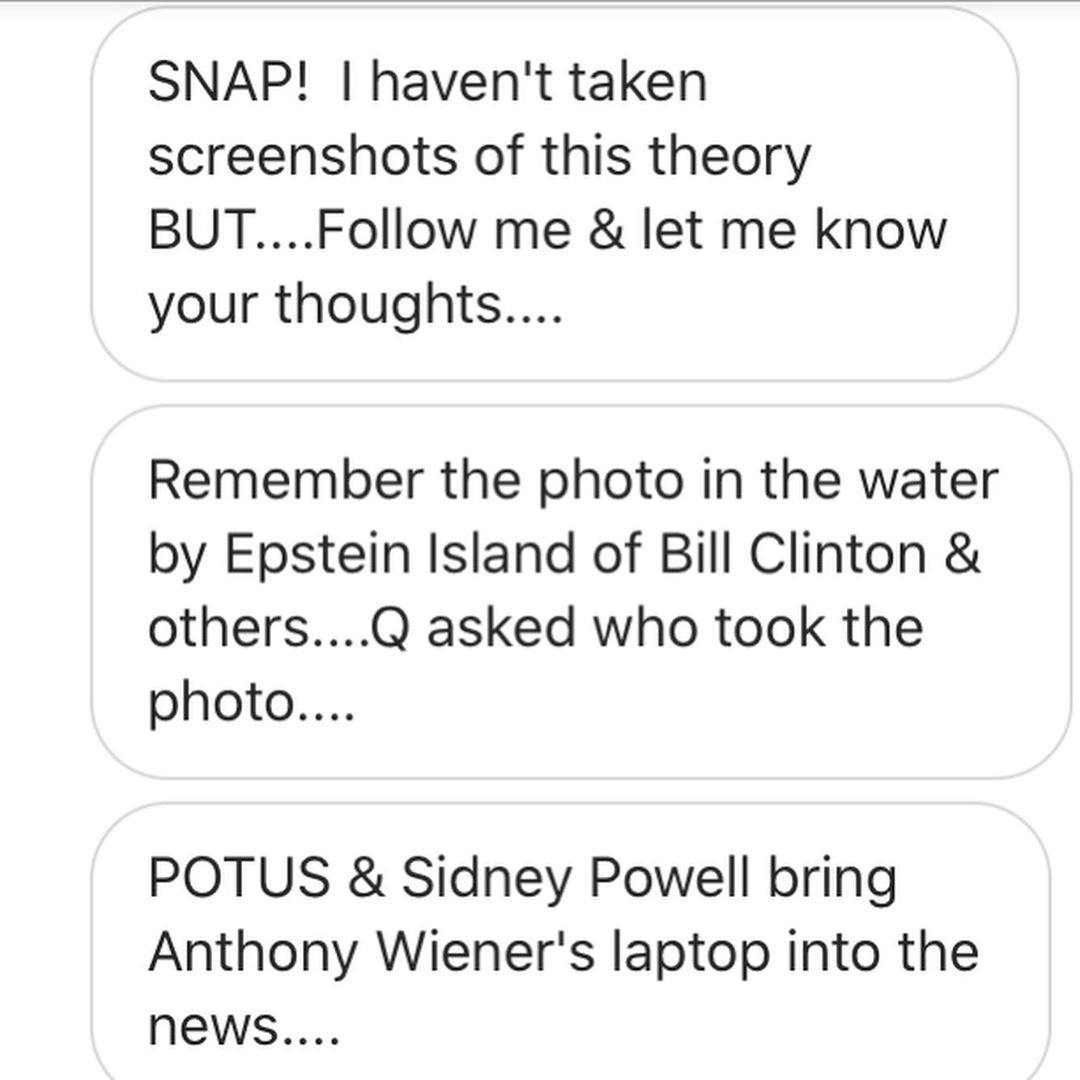 SNAP!  I haven't taken
screenshots of this theory
BUT....Follow me & let me know
your thoughts....
Remember the photo in the water
by Epstein Island of Bill Clinton &
others....Q asked who took the
photo....
POTUS & Sidney Powell bring
Anthony Wiener's laptop into the
news....